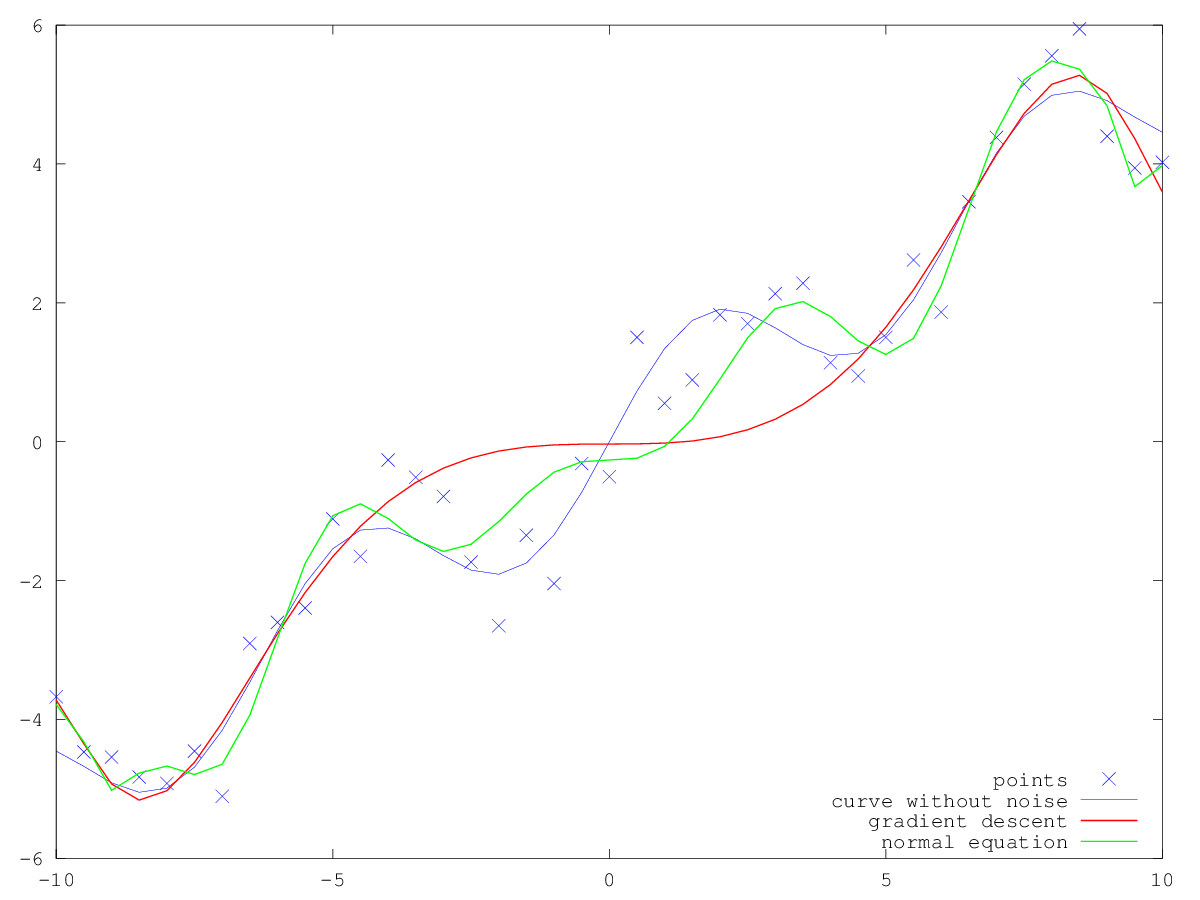 6
4
2
0
-2
-4
-6
points
curve without noise
gradient descent
normal equation
-10 -5 0 5 10